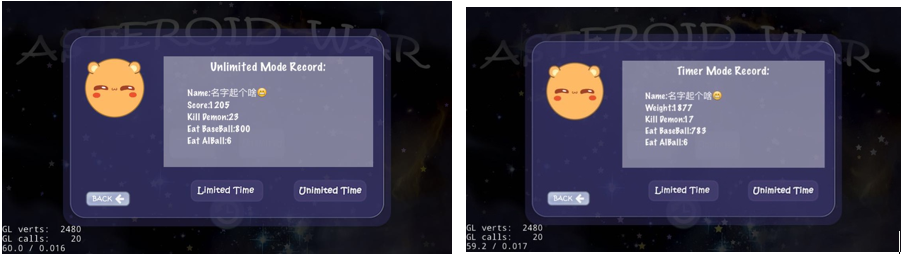 ASTEROID WAR
Unlimited Mode Record:
Name:名字起个啥😁
Score:1205
Kill Demon:23
Eat BaseBall:800
Eat AIBall:6
Limited Time
Unimited Time
BACK
GL verts: 2480
GL calls: 20
60.0 / 0.016
ASTEROID WAR
Timer Mode Record:
Name:名字起个啥😁
Weight:1877
Kill Demon:17
Eat BaseBall:783
Eat AIBall:6
Limited Time
Unimited Time
BACK
GL verts: 2480
GL calls: 20
59.2 / 0.017